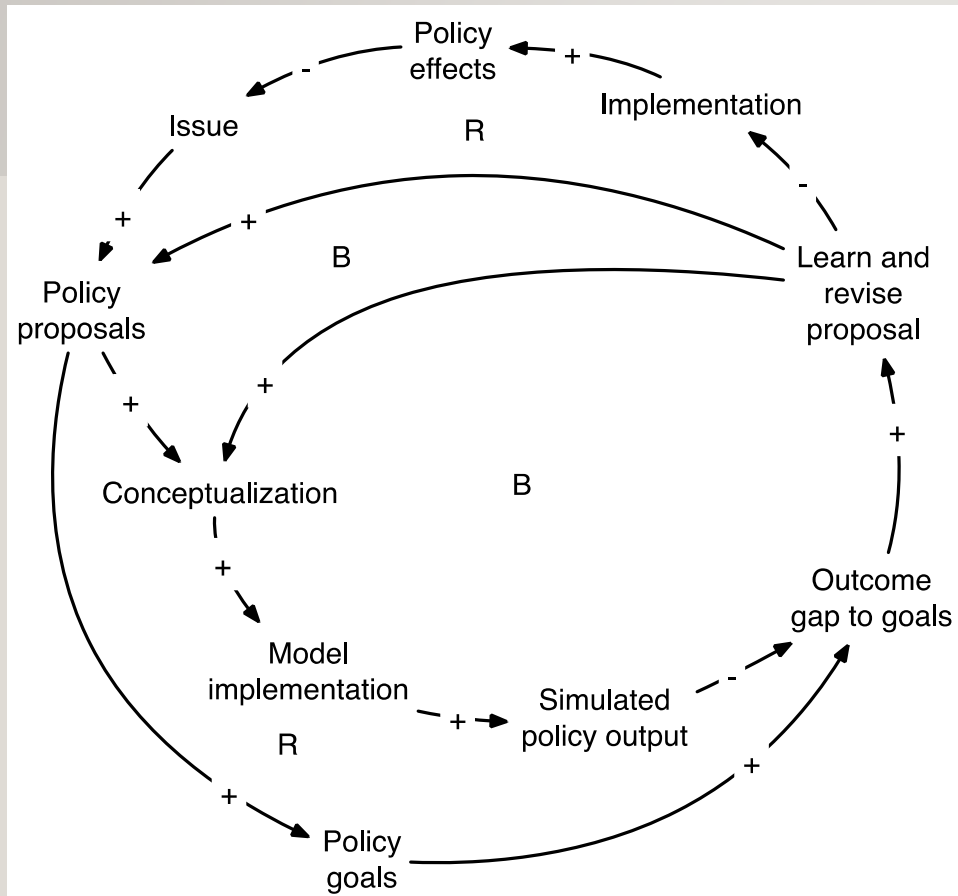 Policy
effects
-
+
Implementation
Issue
R
-
+
+
B
Learn and
revise
proposal
Policy
proposals
+
+
+
Conceptualization
B
+
Outcome
gap to goals
Model
implementation
-
Simulated
policy output
+
R
+
+
Policy
goals